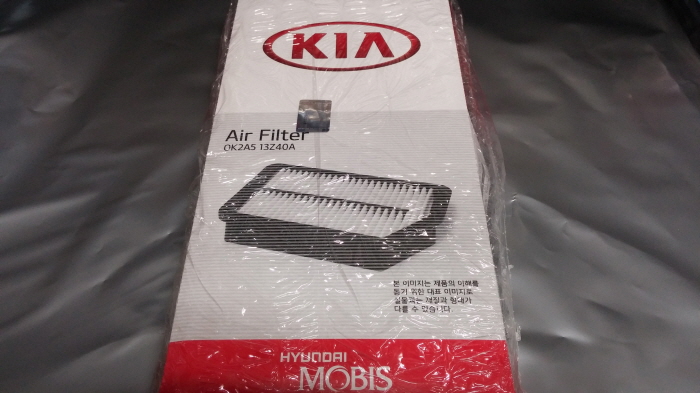 KIA
Air Filter
0K2A5 13Z40A
본 이미지는 제품의 이해를
돕기 위한 대표 이미지로
실물과는 재질과 형태가
다를 수 있습니다.
HYUNDAI
MOBIS